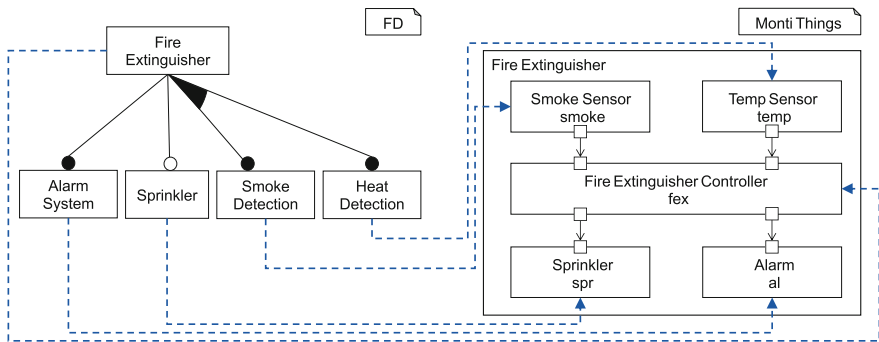 FD
Monti Things
Fire
Extinguisher
Alarm
System
Sprinkler
Smoke
Detection
Heat
Detection
Fire Extinguisher
Smoke Sensor
smoke
Temp Sensor
temp
Fire Extinguisher Controller
fex
Sprinkler
spr
Alarm
al